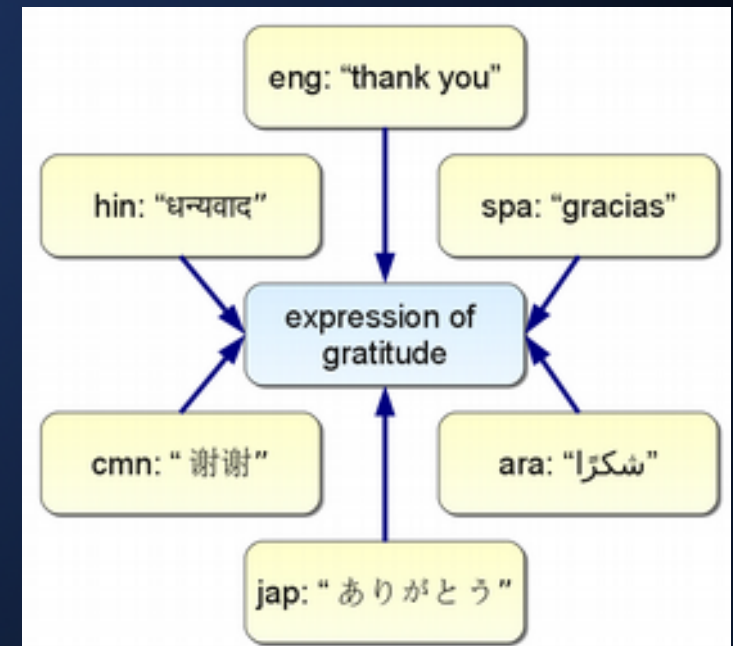 eng: “thank you”
hin: “धन्यवाद”
spa: “gracias”
expression of
gratitude
cmn: “ 谢谢”
ara: “شكرًا”
jap: “ ありがとう”